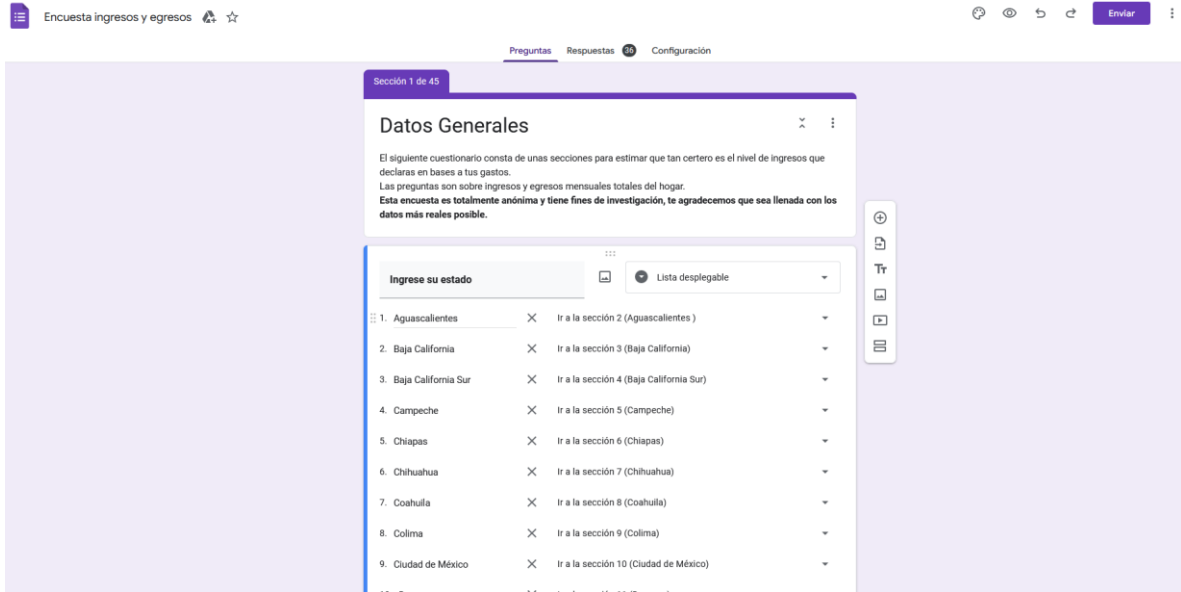 Encuesta ingresos y egresos
Enviar
Preguntas Respuestas 36 Configuración
Sección 1 de 45
Datos Generales
El siguiente cuestionario consta de unas secciones para estimar que tan certero es el nivel de ingresos que
declaras en bases a tus gastos.
Las preguntas son sobre ingresos y egresos mensuales totales del hogar.
Esta encuesta es totalmente anónima y tiene fines de investigación, te agradecemos que sea llenada con los
datos más reales posible.
Ingrese su estado Lista desplegable
1. Aguascalientes Ir a la sección 2 (Aguascalientes )
2. Baja California Ir a la sección 3 (Baja California)
3. Baja California Sur Ir a la sección 4 (Baja California Sur)
4. Campeche Ir a la sección 5 (Campeche)
5. Chiapas Ir a la sección 6 (Chiapas)
6. Chihuahua Ir a la sección 7 (Chihuahua)
7. Coahuila Ir a la sección 8 (Coahuila)
8. Colima Ir a la sección 9 (Colima)
9. Ciudad de México Ir a la sección 10 (Ciudad de México)